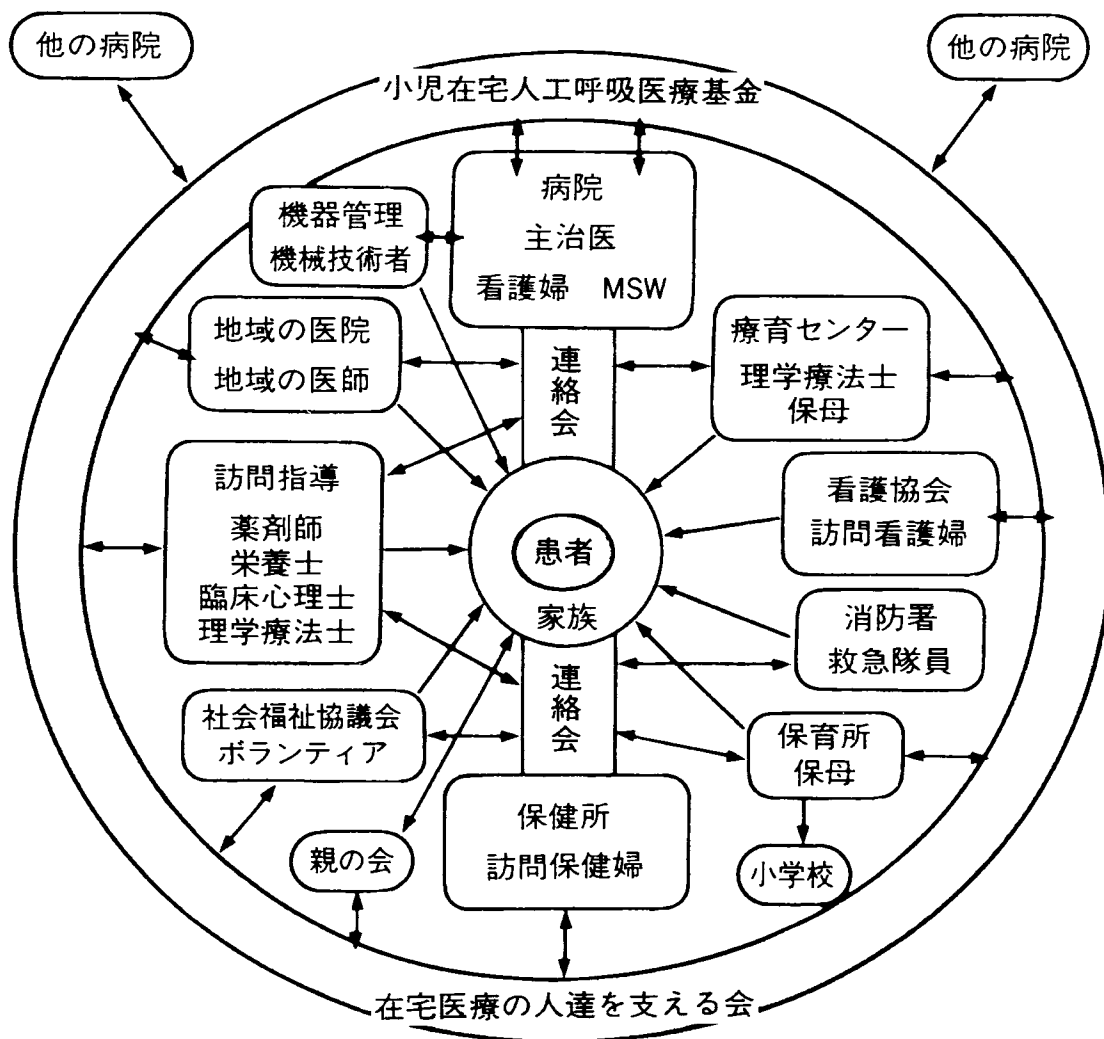 他の病院
他の病院
小児在宅人工呼吸医療基金
病院
主治医
看護婦 MSW
機器管理
機械技術者
地域の医院
地域の医師
連絡会
療育センター
理学療法士
保母
訪問指導
薬剤師
栄養士
臨床心理士
理学療法士
看護協会
訪問看護婦
患者
家族
消防署
救急隊員
連絡会
社会福祉協議会
ボランティア
保育所
保母
保健所
訪問保健婦
親の会
小学校
在宅医療の人達を支える会